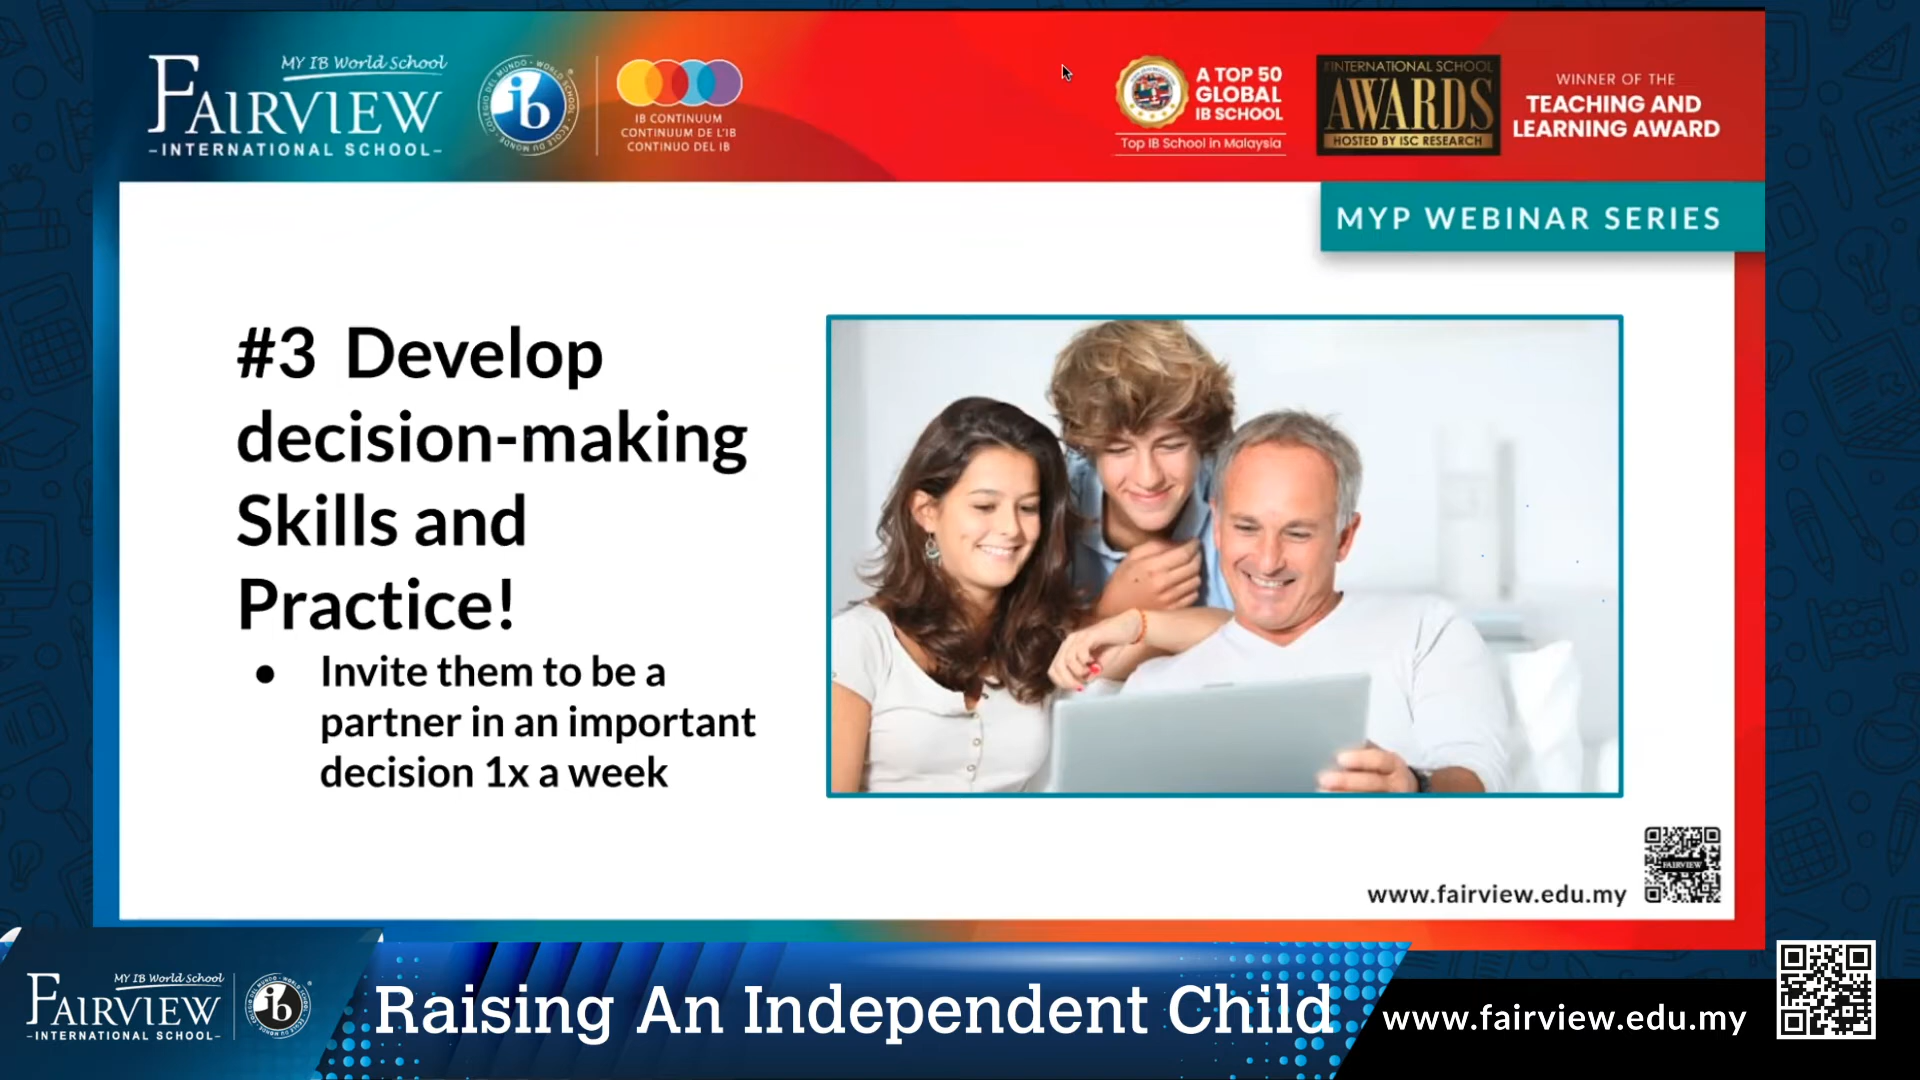 MY IB World School
FAIRVIEW
-INTERNATIONAL SCHOOL-
ib
IB CONTINUUM
CONTINUUM DE L'IB
CONTINUO DEL IB
A TOP 50
GLOBAL
IB SCHOOL
Top IB School in Malaysia
INTERNATIONAL SCHOOL
AWARDS
HOSTED BY ISC RESEARCH
WINNER OF THE
TEACHING AND
LEARNING AWARD
MYP WEBINAR SERIES
#3 Develop
decision-making
Skills and
Practice!
● Invite them to be a
partner in an important
decision 1x a week
FAIRVIEW
www.fairview.edu.my
MY IB World School
FAIRVIEW
-INTERNATIONAL SCHOOL-
ib
Raising An Independent Child
www.fairview.edu.my